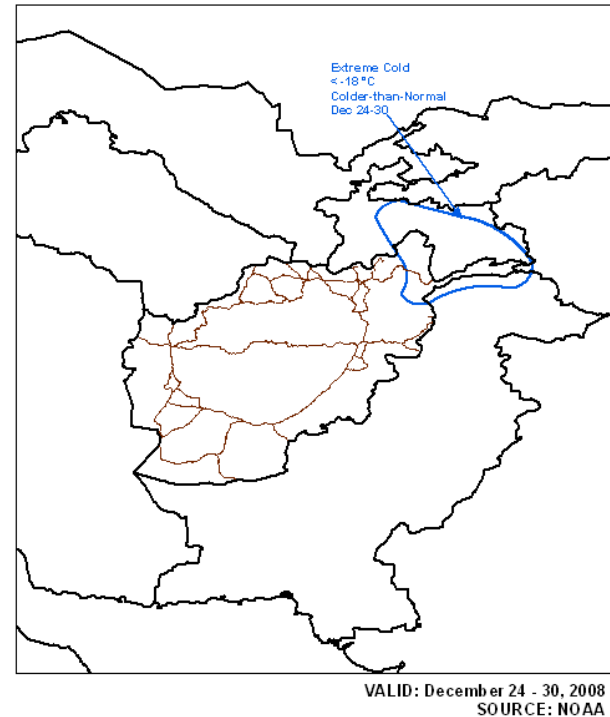 Extreme Cold
<-18°C
Colder-than-Normal
Dec 24-30
VALID: December 24 - 30, 2008
SOURCE: NOAA